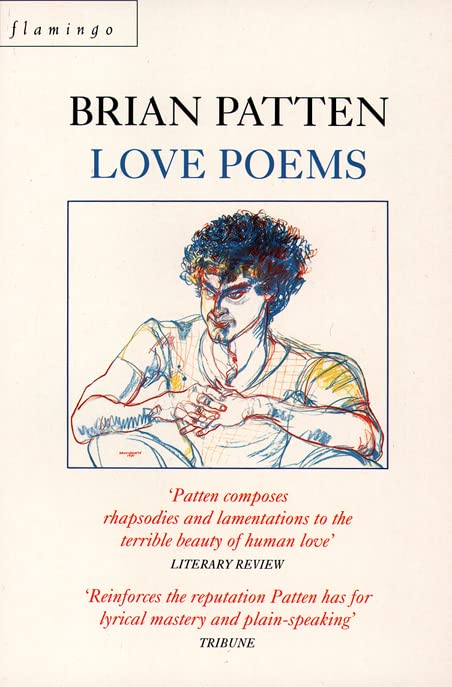 flamingo
BRIAN PATTEN
LOVE POEMS
‘Patten composes
rhapsodies and lamentations to the
terrible beauty of human love’
LITERARY REVIEW
‘Reinforces the reputation Patten has for
lyrical mastery and plain-speaking’
TRIBUNE